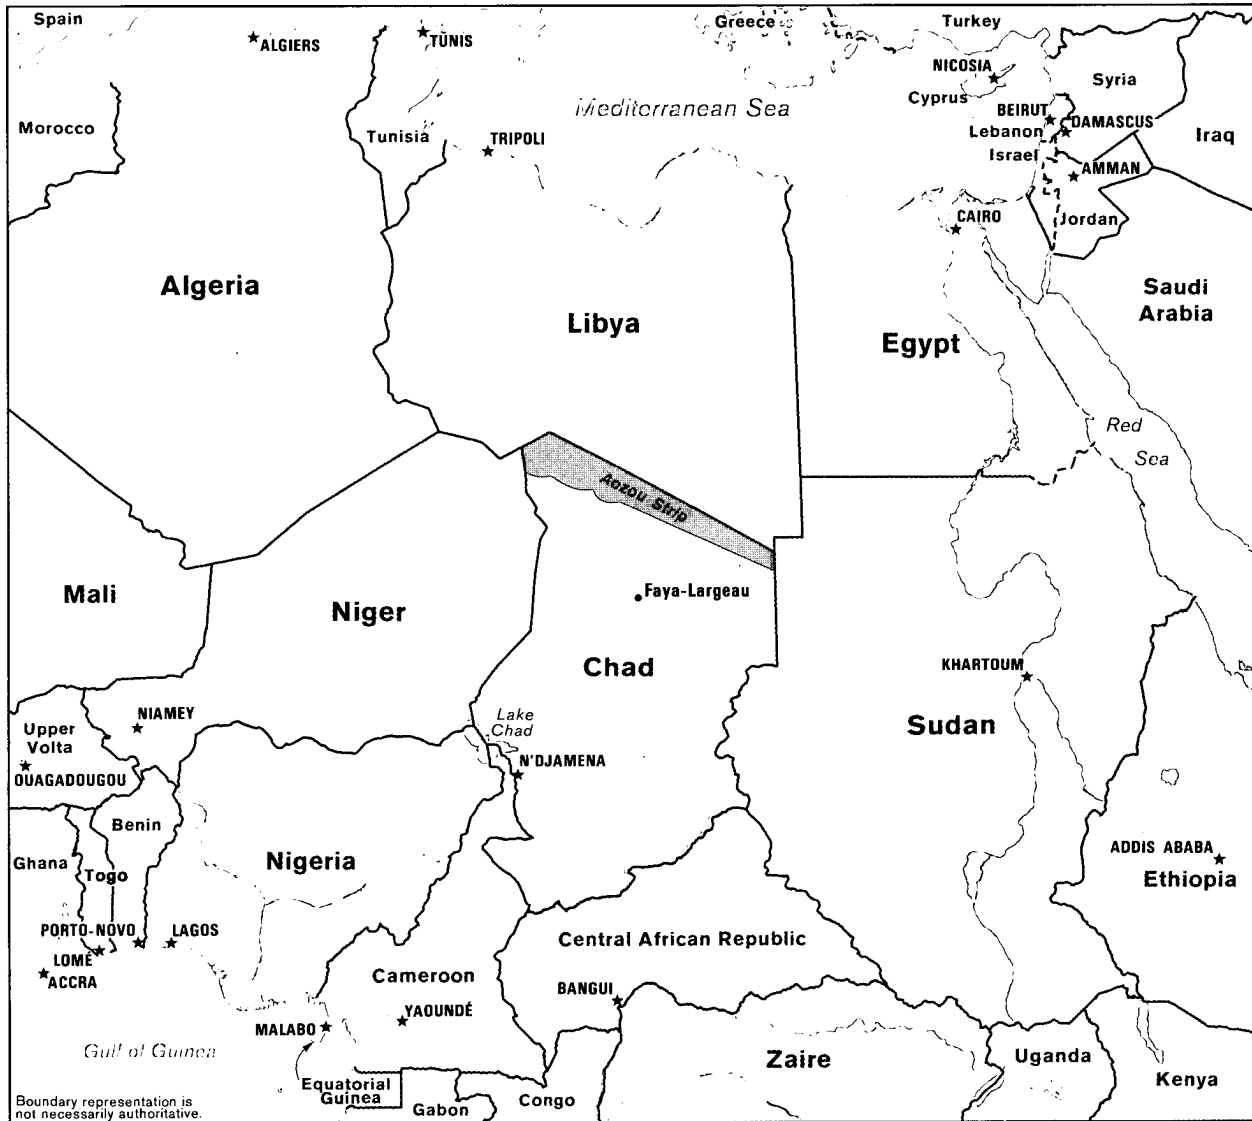 Spain
Greece
Turkey
ALGIERS
TŪNIS
NICOSIA
Syria
Cyprus
Mediterranean Sea
BEIRUT
DAMASCUS
Morocco
Tunisia
TRIPOLI
Lebanon
Iraq
Israel
AMMAN
CAIRO
Jordan
Algeria
Saudi
Arabia
Libya
Egypt
Red
Sea
Aozou Strip
Mali
Niger
Faya-Largeau
Chad
KHARTOUM
NIAMEY
Lake
Chad
Sudan
Upper
Volta
N'DJAMENA
OUAGADOUGOU
Benin
Ghana
Togo
Nigeria
ADDIS ABABA
Ethiopia
PORTO-NOVO
LAGOS
Central African Republic
LOMÉ
ACCRA
Cameroon
BANGUI
YAOUNDÉ
MALABO
Gulf of Guinea
Zaire
Uganda
Kenya
Equatorial
Guinea
Gabon
Congo
Boundary representation is
not necessarily authoritative.